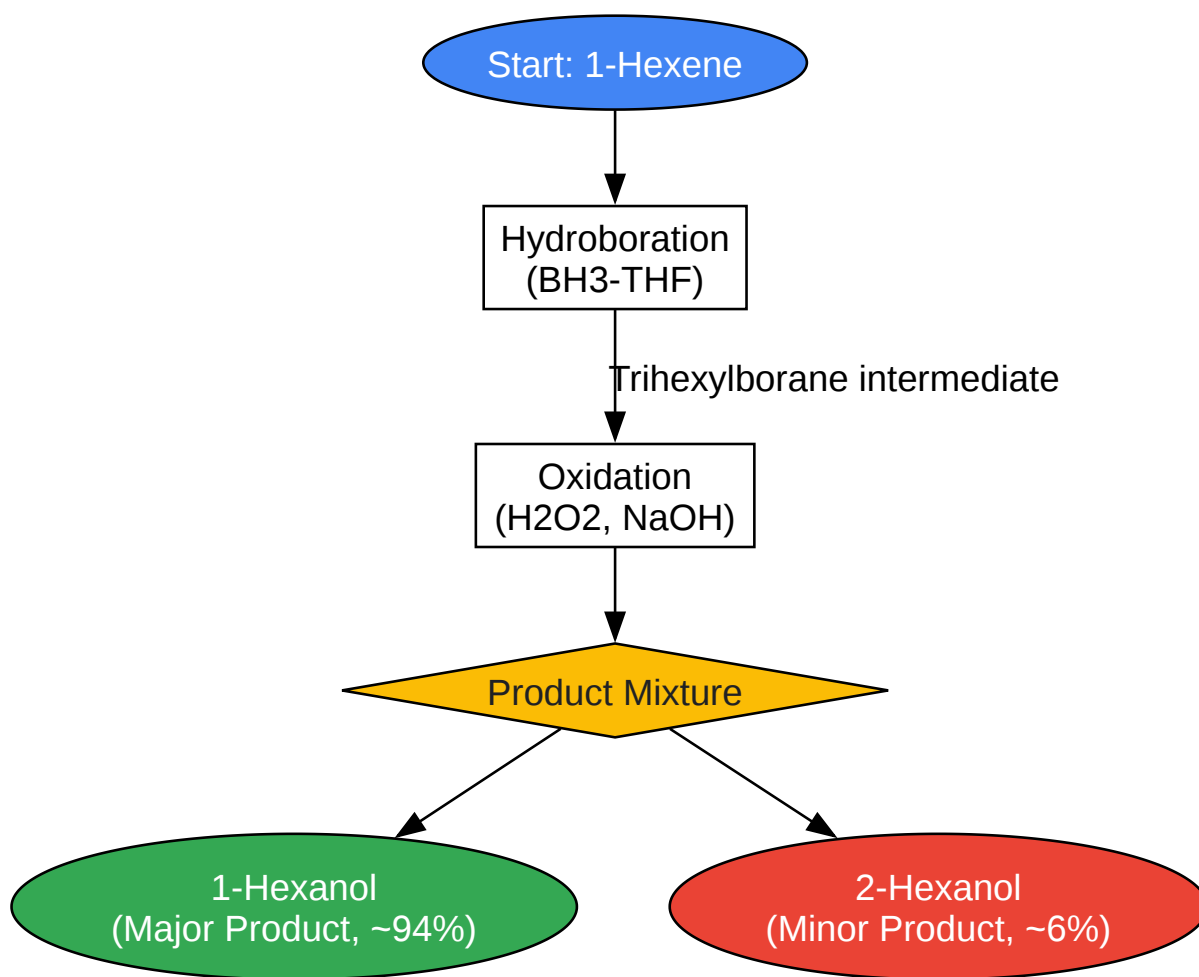 Start: 1-Hexene
Hydroboration
(BH3-THF)
Trihexylborane intermediate
Oxidation
(H2O2, NaOH)
Product Mixture
1-Hexanol
(Major Product, ~94%)
2-Hexanol
(Minor Product, ~6%)